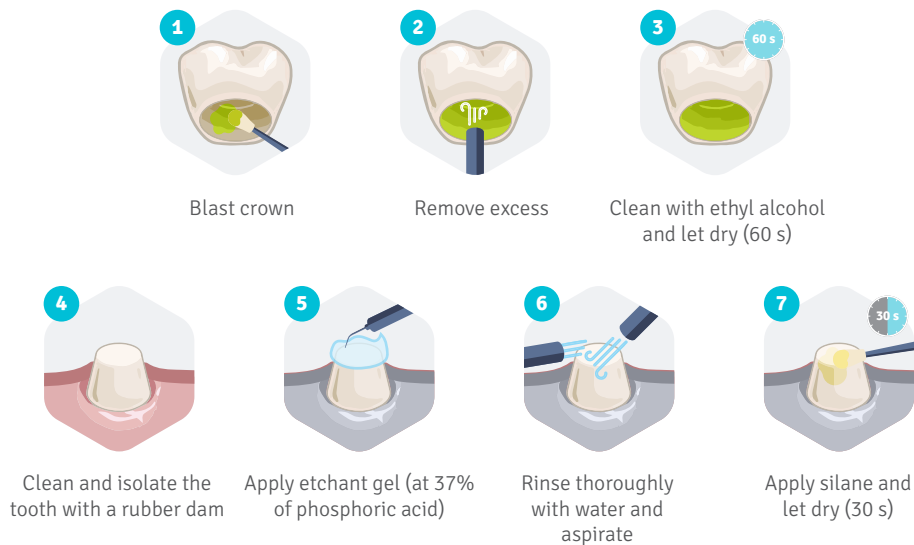 1
2
3
60 s
Blast crown
Remove excess
Clean with ethyl alcohol
and let dry (60 s)
4
5
6
7
30 s
Clean and isolate the
tooth with a rubber dam
Apply etchant gel (at 37%
of phosphoric acid)
Rinse thoroughly
with water and
aspirate
Apply silane and
let dry (30 s)